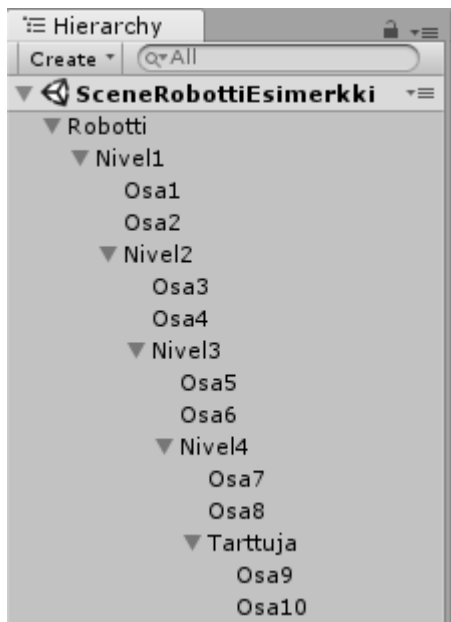 Hierarchy
Create All
SceneRobottiEsimerkki
Robotti
Nivel1
Osa1
Osa2
Nivel2
Osa3
Osa4
Nivel3
Osa5
Osa6
Nivel4
Osa7
Osa8
Tarttuja
Osa9
Osa10